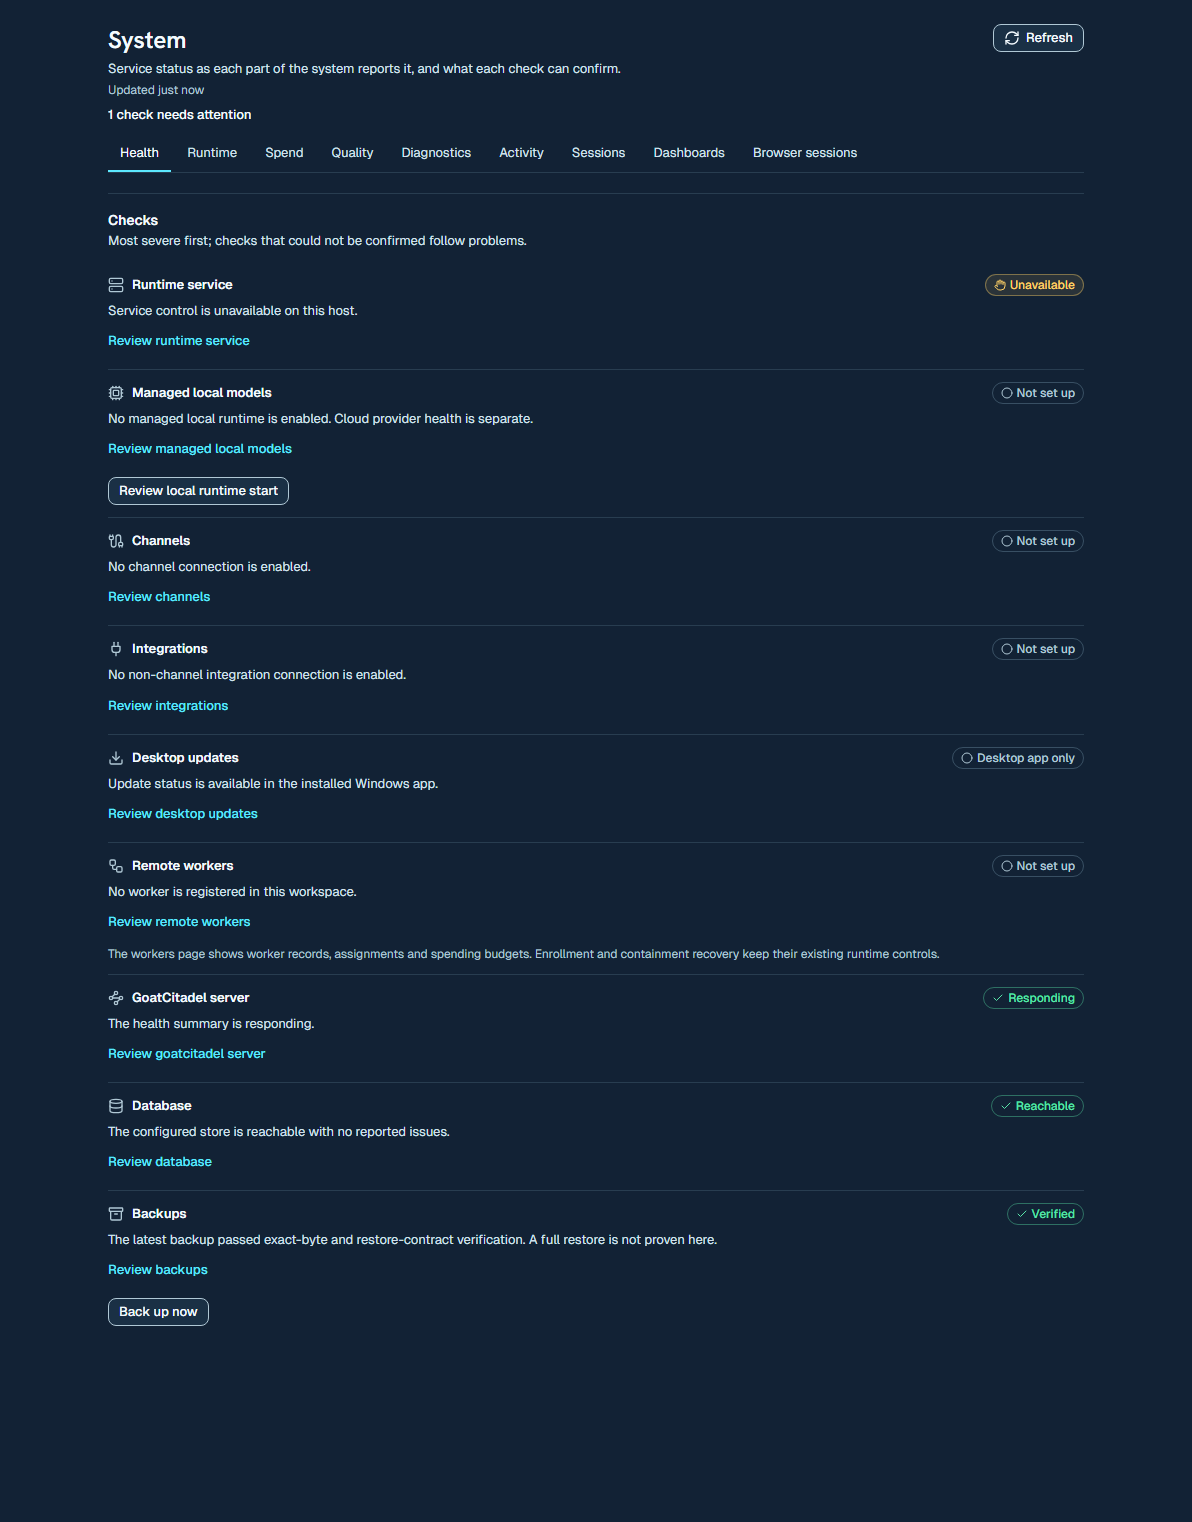 System
Refresh
Service status as each part of the system reports it, and what each check can confirm.
Updated just now
1 check needs attention
Health
Runtime
Spend
Quality
Diagnostics
Activity
Sessions
Dashboards
Browser sessions
Checks
Most severe first; checks that could not be confirmed follow problems.
Runtime service
Unavailable
Service control is unavailable on this host.
Review runtime service
Managed local models
Not set up
No managed local runtime is enabled. Cloud provider health is separate.
Review managed local models
Review local runtime start
Channels
Not set up
No channel connection is enabled.
Review channels
Integrations
Not set up
No non-channel integration connection is enabled.
Review integrations
Desktop updates
Desktop app only
Update status is available in the installed Windows app.
Review desktop updates
Remote workers
Not set up
No worker is registered in this workspace.
Review remote workers
The workers page shows worker records, assignments and spending budgets. Enrollment and containment recovery keep their existing runtime controls.
GoatCitadel server
Responding
The health summary is responding.
Review goatcitadel server
Database
Reachable
The configured store is reachable with no reported issues.
Review database
Backups
Verified
The latest backup passed exact-byte and restore-contract verification. A full restore is not proven here.
Review backups
Back up now